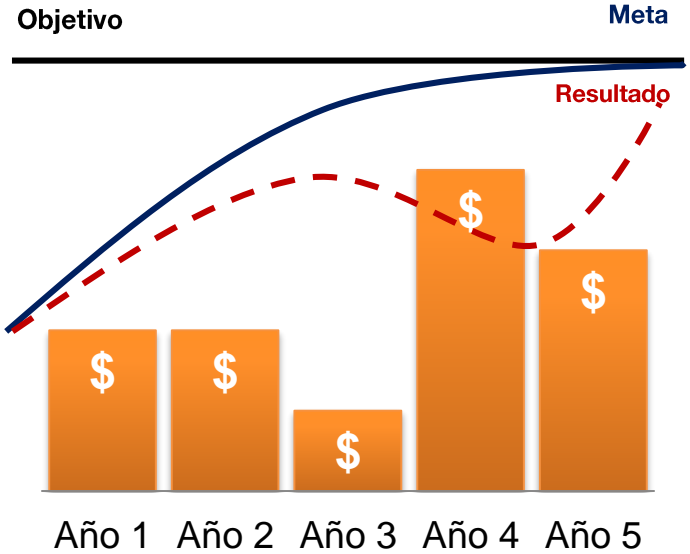 Objetivo
Meta
Resultado
$
$
$
$
$
Año 1
Año 2
Año 3
Año 4
Año 5